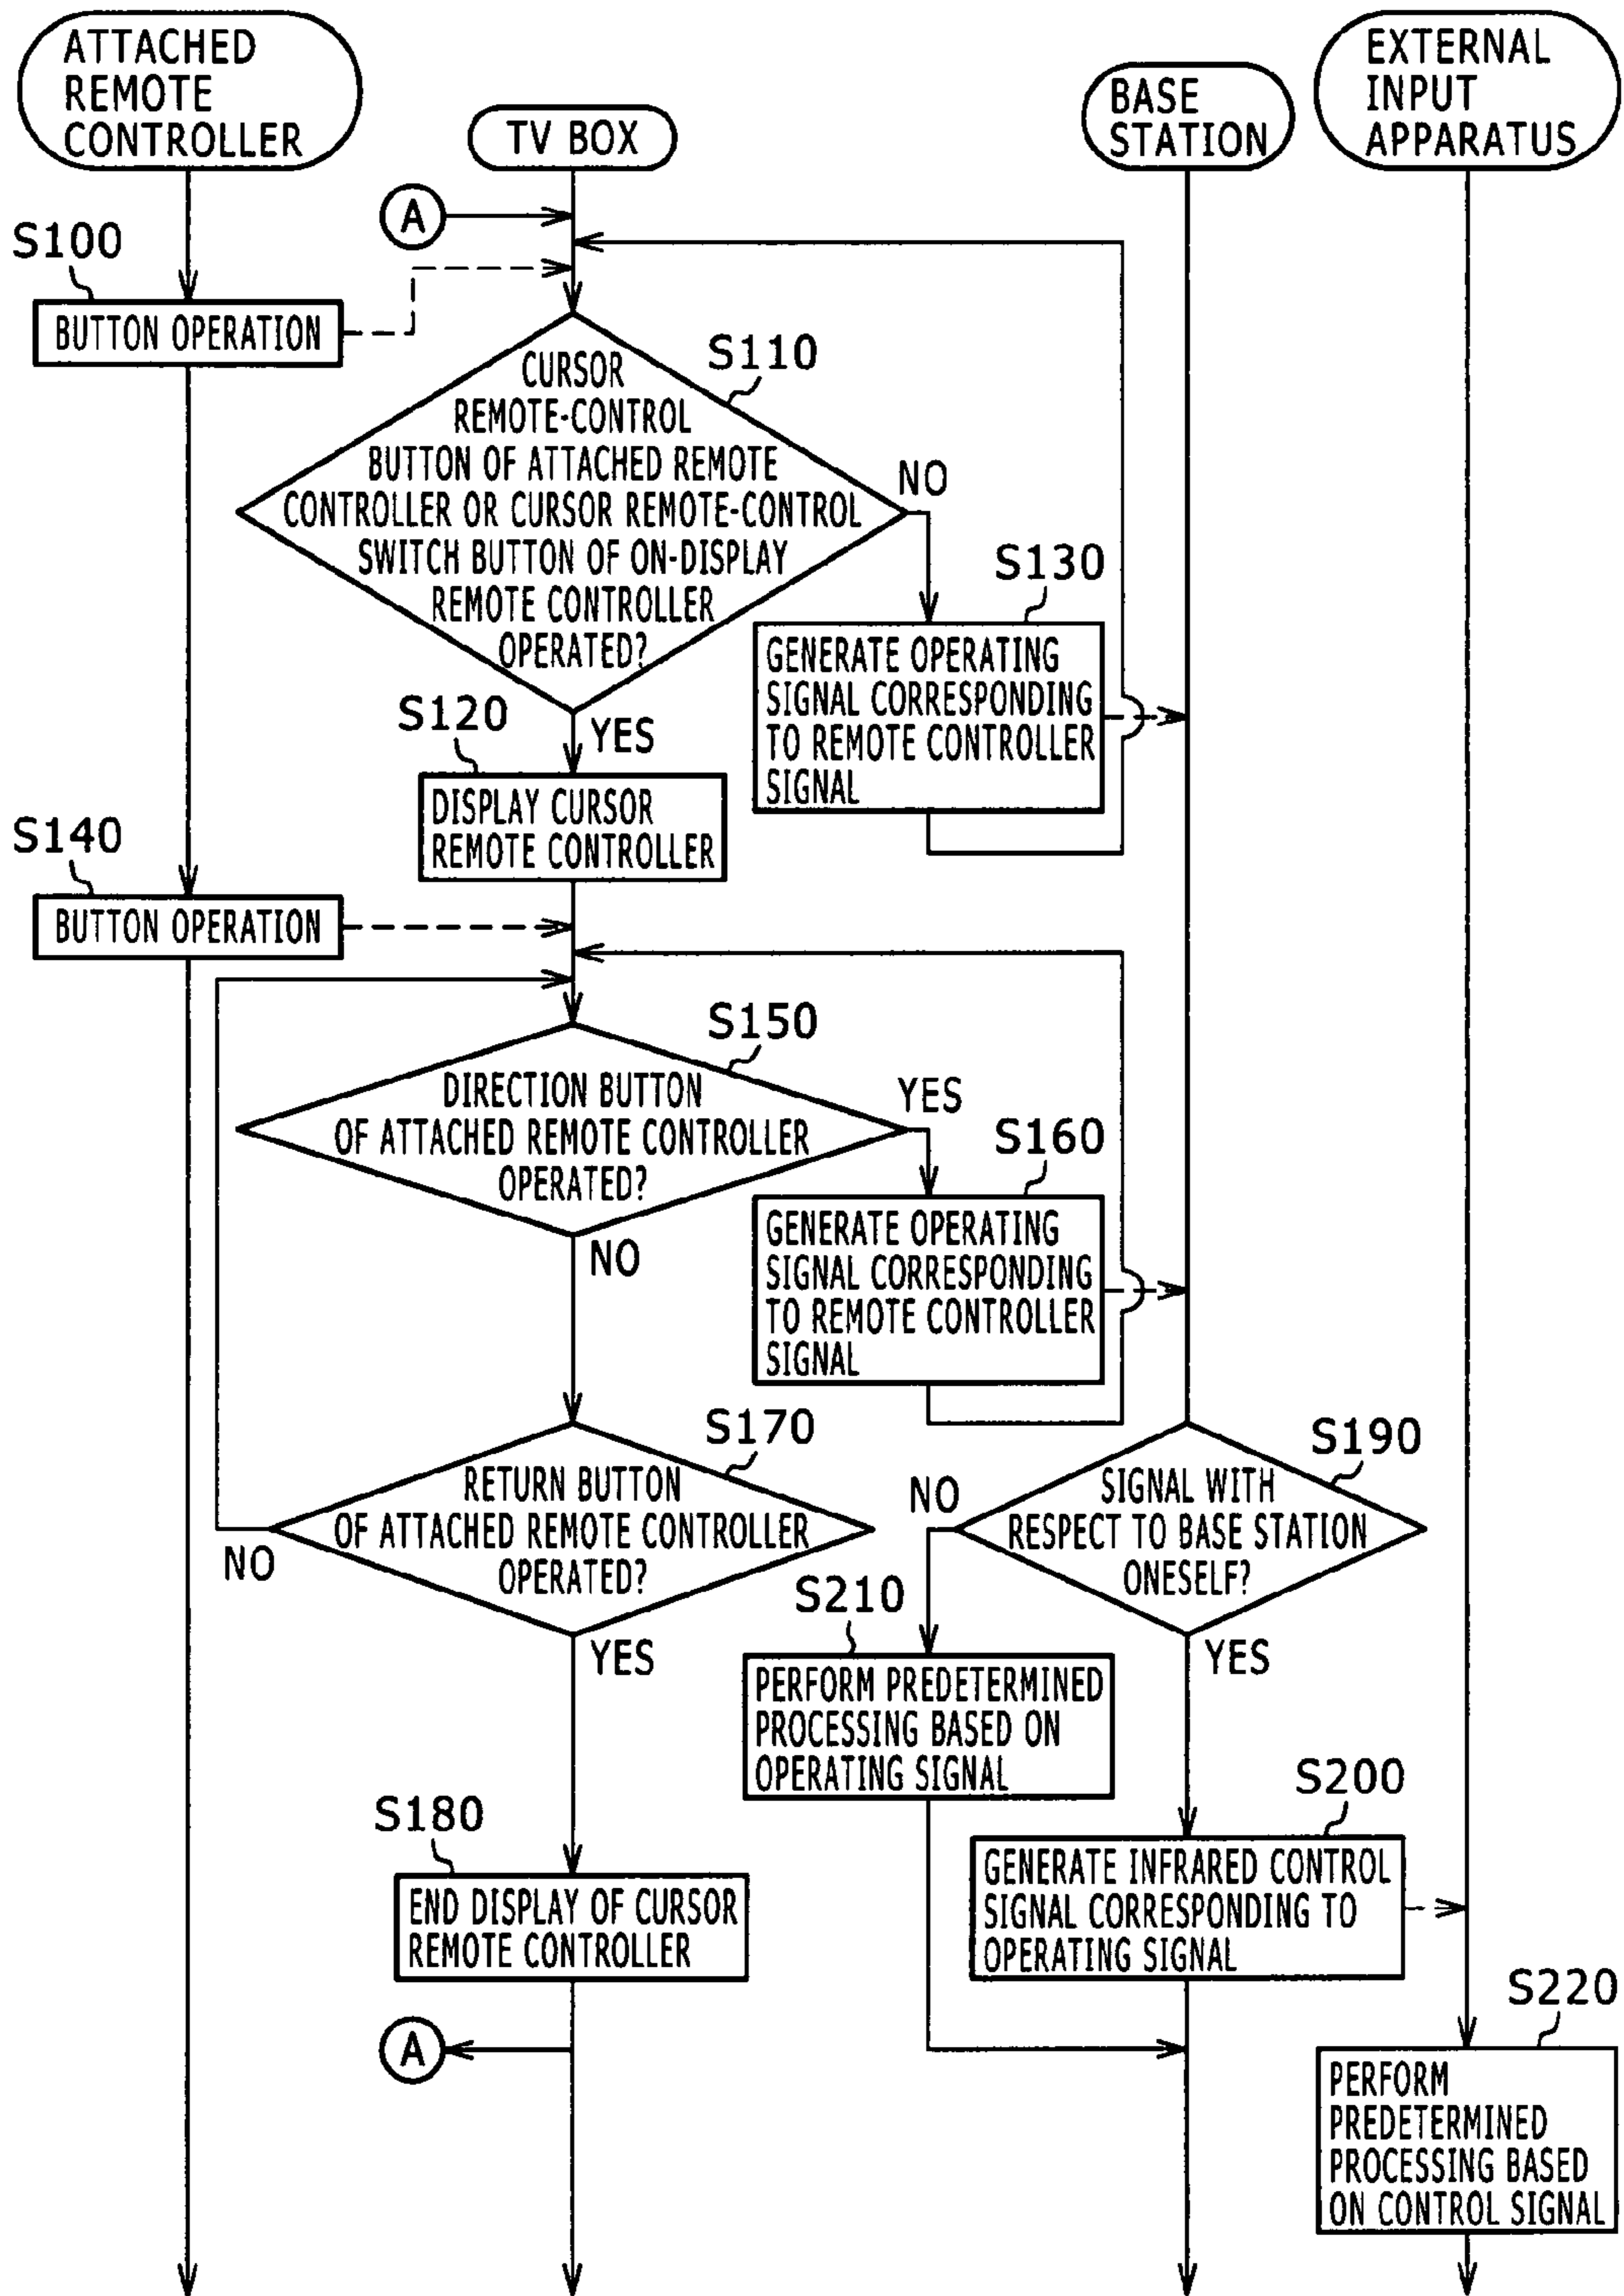 ATTACHED
REMOTE
CONTROLLER
TV BOX
BASE
STATION
EXTERNAL
INPUT
APPARATUS
A
S100
BUTTON OPERATION
S110
CURSOR
REMOTE-CONTROL
BUTTON OF ATTACHED REMOTE
CONTROLLER OR CURSOR REMOTE-CONTROL
SWITCH BUTTON OF ON-DISPLAY
REMOTE CONTROLLER
OPERATED?
NO
S130
GENERATE OPERATING
SIGNAL CORRESPONDING
TO REMOTE CONTROLLER
SIGNAL
YES
S120
DISPLAY CURSOR
REMOTE CONTROLLER
S140
BUTTON OPERATION
S150
DIRECTION BUTTON
OF ATTACHED REMOTE CONTROLLER
OPERATED?
YES
S160
GENERATE OPERATING
SIGNAL CORRESPONDING
TO REMOTE CONTROLLER
SIGNAL
NO
S170
RETURN BUTTON
OF ATTACHED REMOTE CONTROLLER
OPERATED?
NO
YES
S180
END DISPLAY OF CURSOR
REMOTE CONTROLLER
A
S190
SIGNAL WITH
RESPECT TO BASE STATION
ONESELF?
NO
S210
PERFORM PREDETERMINED
PROCESSING BASED ON
OPERATING SIGNAL
YES
S200
GENERATE INFRARED CONTROL
SIGNAL CORRESPONDING TO
OPERATING SIGNAL
S220
PERFORM
PREDETERMINED
PROCESSING BASED
ON CONTROL SIGNAL